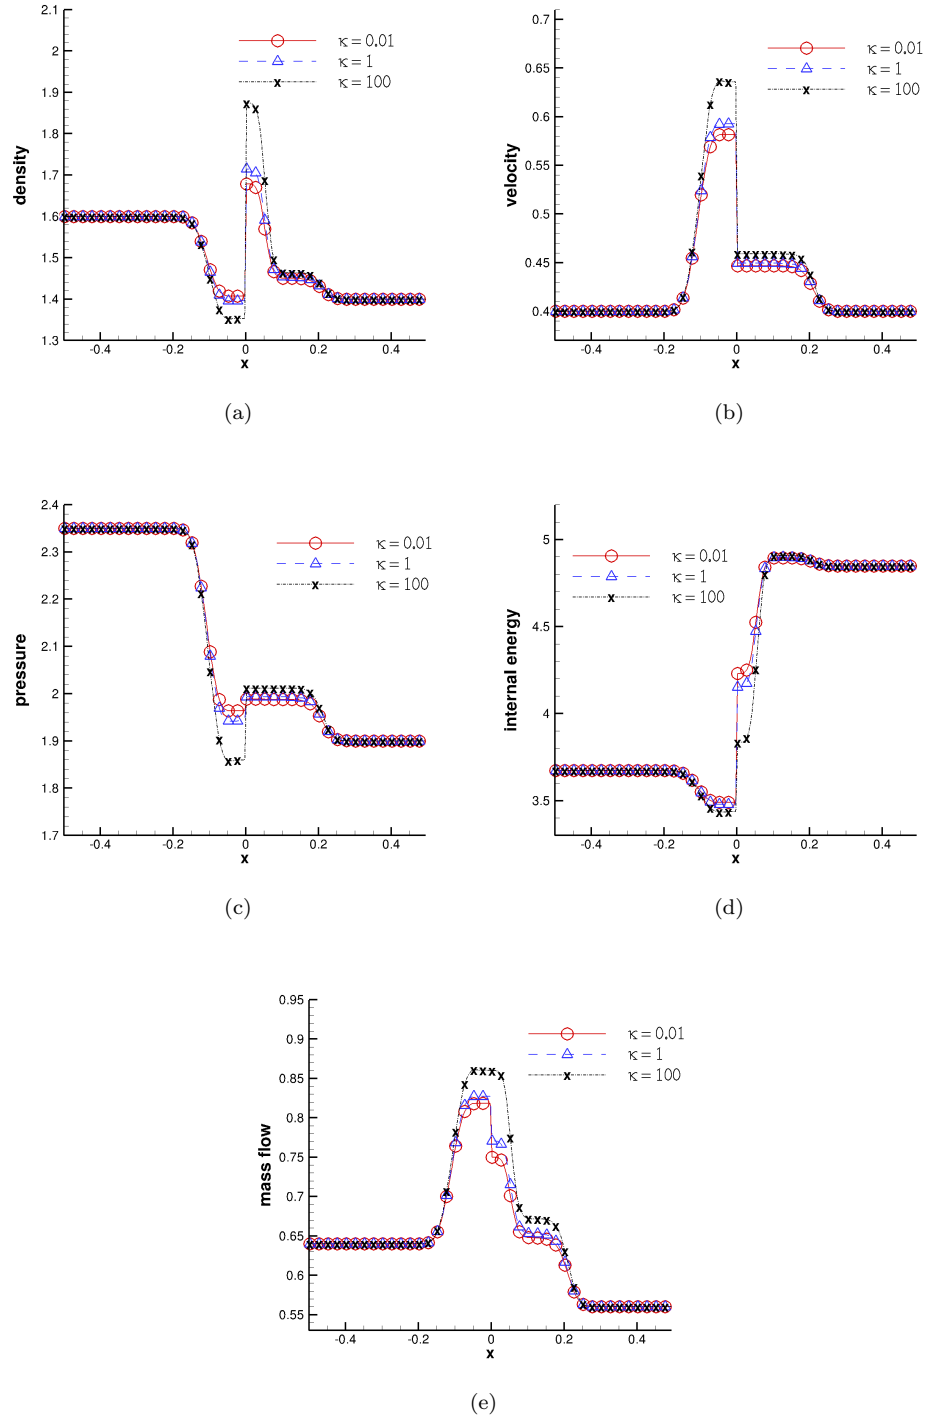 density
2.1
2
1.9
1.8
1.7
1.6
1.5
1.4
1.3
-0.4
-0.2
0
0.2
0.4
x
κ = 0.01
κ = 1
κ = 100
(a)
velocity
0.7
0.65
0.6
0.55
0.5
0.45
0.4
-0.4
-0.2
0
0.2
0.4
x
κ = 0.01
κ = 1
κ = 100
(b)
pressure
2.4
2.3
2.2
2.1
2
1.9
1.8
1.7
-0.4
-0.2
0
0.2
0.4
x
κ = 0.01
κ = 1
κ = 100
(c)
internal energy
5
4.5
4
3.5
-0.4
-0.2
0
0.2
0.4
x
κ = 0.01
κ = 1
κ = 100
(d)
mass flow
0.95
0.9
0.85
0.8
0.75
0.7
0.65
0.6
0.55
-0.4
-0.2
0
0.2
0.4
x
κ = 0.01
κ = 1
κ = 100
(e)